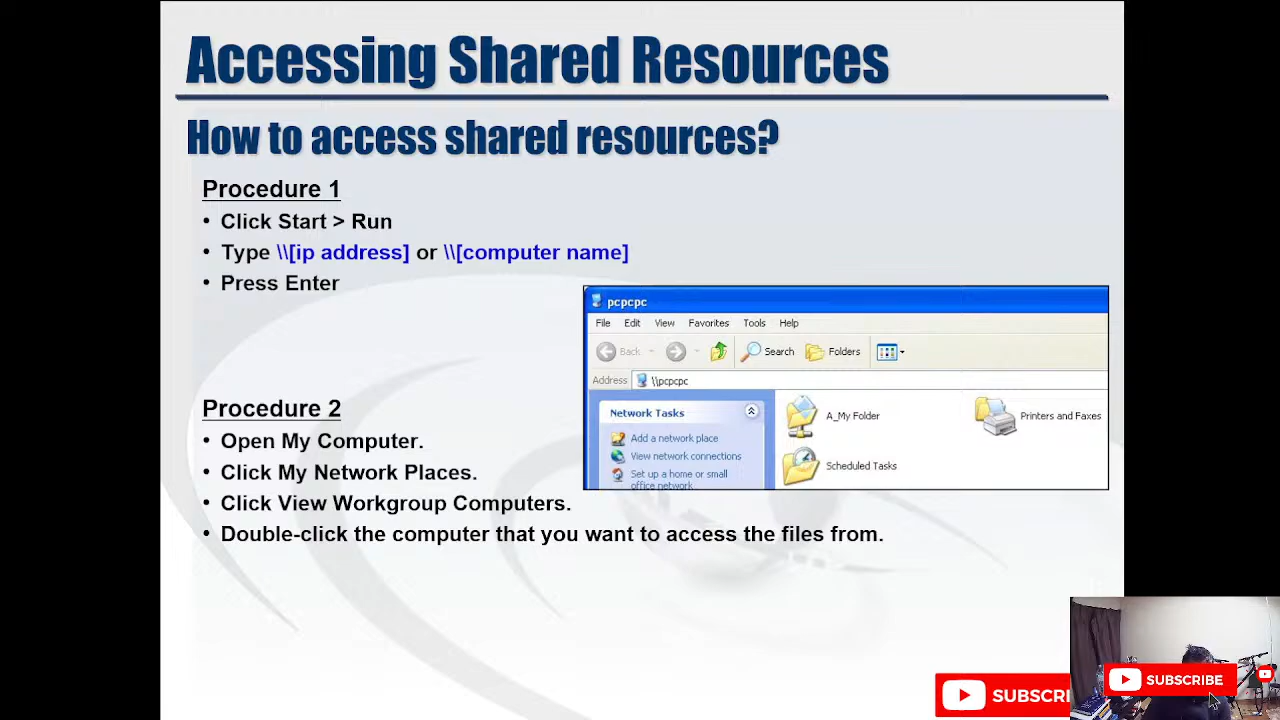 Accessing Shared Resources
How to access shared resources?
Procedure 1
• Click Start > Run
• Type \\[ip address] or \\[computer name]
• Press Enter
pcpcpc
File Edit View Favorites Tools Help
Back Search Folders
Address \\pcpcpc
Network Tasks
Add a network place
View network connections
Set up a home or small
office network
A_My Folder
Printers and Faxes
Scheduled Tasks
Procedure 2
• Open My Computer.
• Click My Network Places.
• Click View Workgroup Computers.
• Double-click the computer that you want to access the files from.
SUBSCRI
SUBSCRIBE